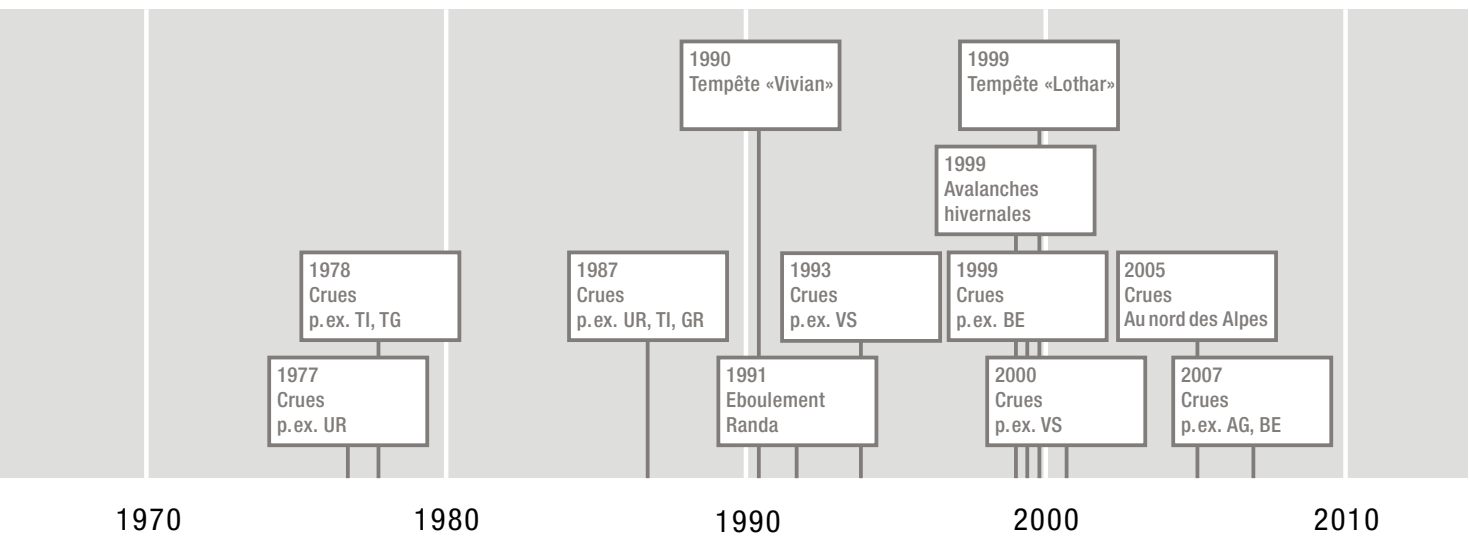 1990
Tempête «Vivian»
1999
Tempête «Lothar»
1999
Avalanches
hivernales
1978
Crues
p. ex. TI, TG
1987
Crues
p. ex. UR, TI, GR
1993
Crues
p. ex. VS
1999
Crues
p. ex. BE
2005
Crues
Au nord des Alpes
1977
Crues
p. ex. UR
1991
Eboulement
Randa
2000
Crues
p. ex. VS
2007
Crues
p. ex. AG, BE
1970
1980
1990
2000
2010